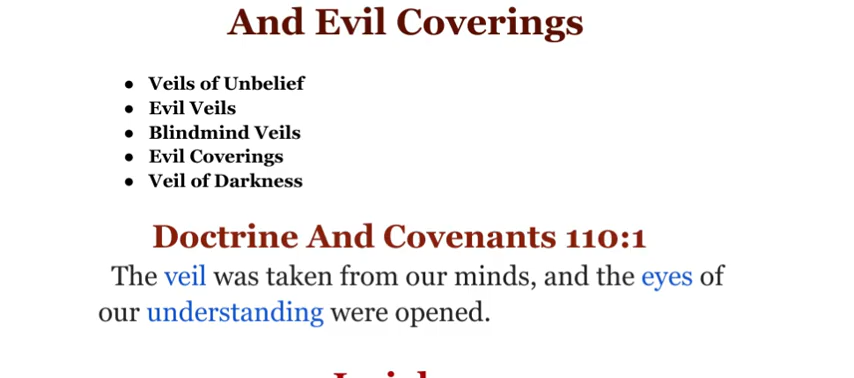 And Evil Coverings
● Veils of Unbelief
● Evil Veils
● Blindmind Veils
● Evil Coverings
● Veil of Darkness
Doctrine And Covenants 110:1
The veil was taken from our minds, and the eyes of
our understanding were opened.